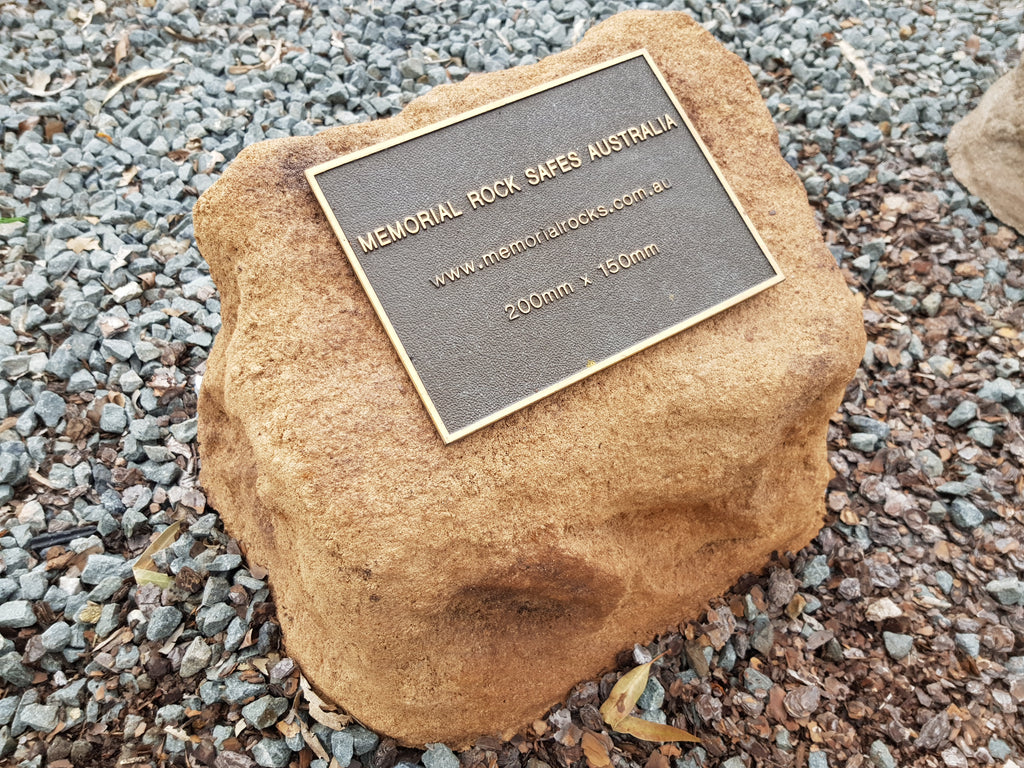 MEMORIAL ROCK SAFES AUSTRALIA
www.memorialrocks.com.au
200mm x 150mm